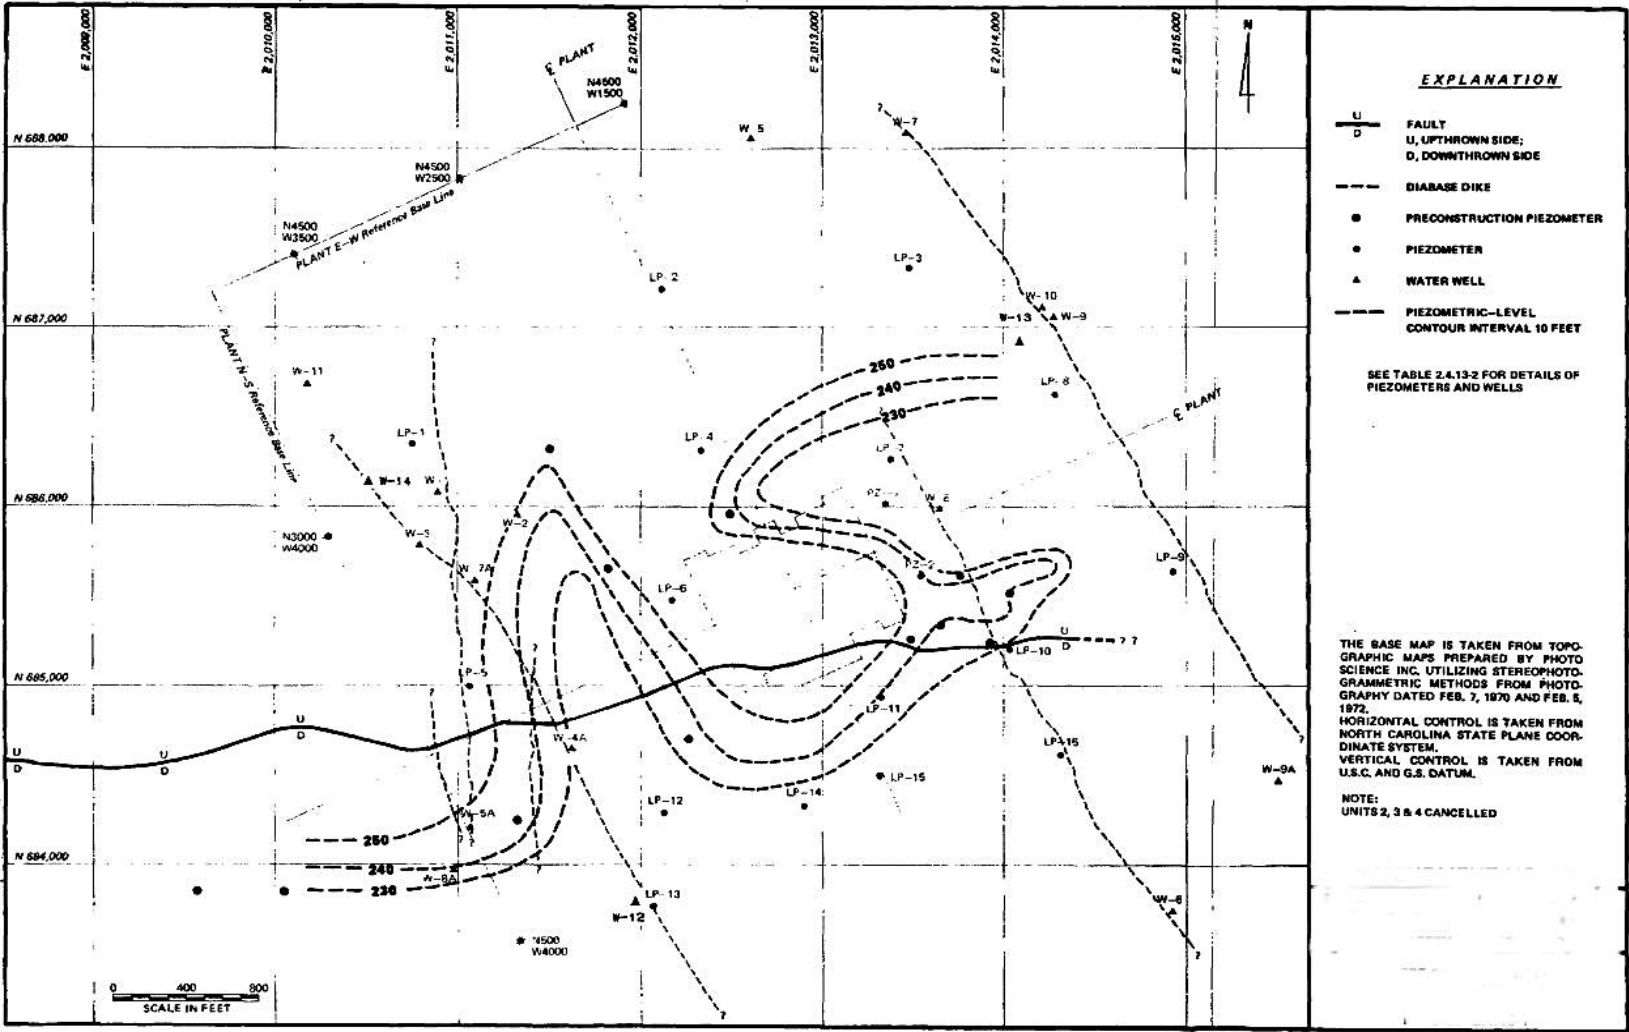 E 2,009,000
E 2,010,000
E 2,011,000
E 2,012,000
E 2,013,000
E 2,014,000
E 2,015,000
N
℄ PLANT
N4500
W1500
N 688,000
W-5
?
W-7
N4500
W2500
PLANT E-W Reference Base Line
N4500
W3500
LP-2
LP-3
W-10
W-13
W-9
N 687,000
PLANT N-S Reference Base Line
?
W-11
250
240
230
LP-8
℄ PLANT
?
LP-1
LP-4
?
LP-7
N 686,000
W-14
W-
PZ-
W-
W-2
N3000
W4000
W-3
W-7A
PZ-2
LP-9
LP-6
?
U
D
? ?
LP-10
N 685,000
LP-5
?
LP-11
U
D
U
D
U
D
W-4A
LP-16
?
W-9A
LP-15
LP-12
LP-14
W-5A
250
? ?
N 684,000
240
W-8A
230
?
LP-13
W-12
W-6
4500
W4000
?
?
0 400 800
SCALE IN FEET
EXPLANATION
U
D
FAULT
U, UPTHROWN SIDE;
D, DOWNTHROWN SIDE
DIABASE DIKE
PRECONSTRUCTION PIEZOMETER
PIEZOMETER
WATER WELL
PIEZOMETRIC-LEVEL
CONTOUR INTERVAL 10 FEET
SEE TABLE 2.4.13-2 FOR DETAILS OF
PIEZOMETERS AND WELLS
THE BASE MAP IS TAKEN FROM TOPO-
GRAPHIC MAPS PREPARED BY PHOTO
SCIENCE INC. UTILIZING STEREOPHOTO-
GRAMMETRIC METHODS FROM PHOTO-
GRAPHY DATED FEB. 7, 1970 AND FEB. 5,
1972.
HORIZONTAL CONTROL IS TAKEN FROM
NORTH CAROLINA STATE PLANE COOR-
DINATE SYSTEM.
VERTICAL CONTROL IS TAKEN FROM
U.S.C. AND G.S. DATUM.
NOTE:
UNITS 2, 3 & 4 CANCELLED